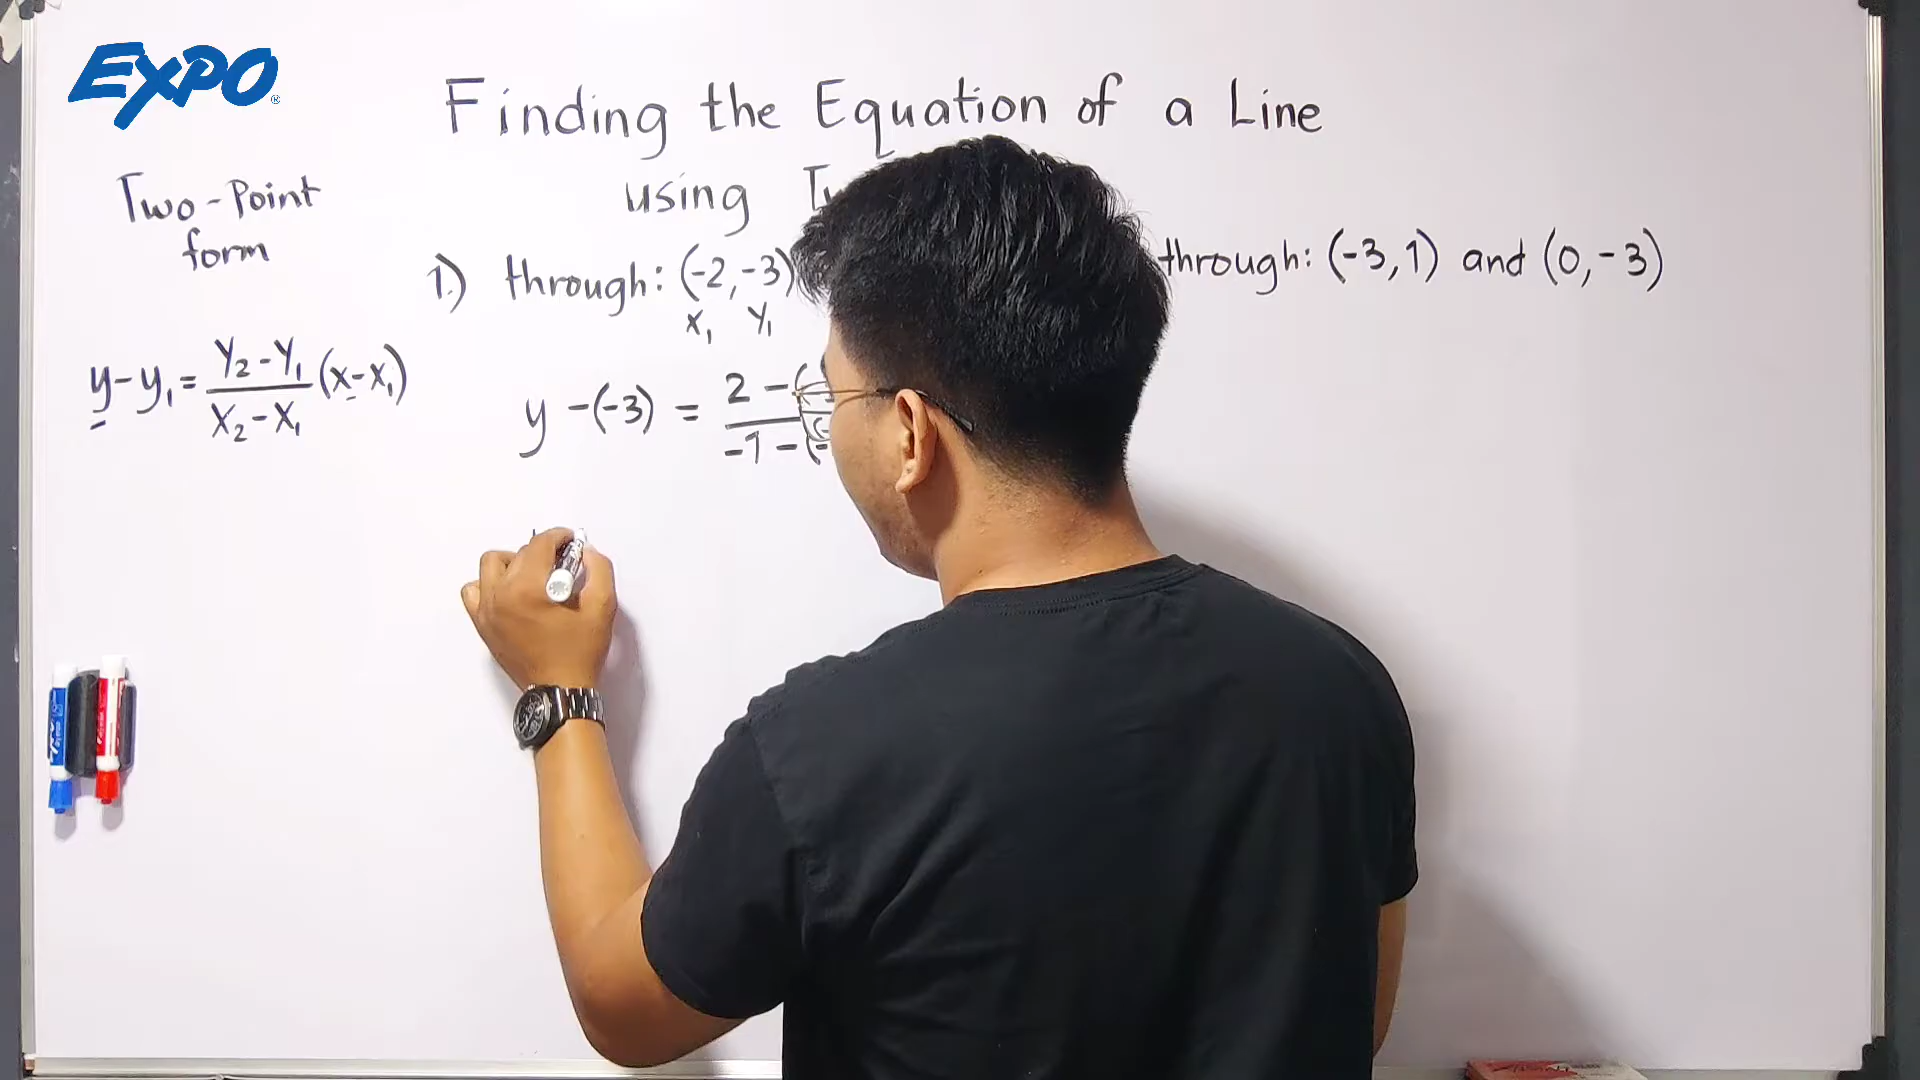 EXPO®
Finding the Equation of a Line
using
Two-Point
form
y-y₁ = Y₂-Y₁ / X₂-X₁ (x-x₁)
1.) through: (-2,-3)
x₁ y₁
y -(-3) = 2 -( / -1 -(-
through: (-3,1) and (0,-3)